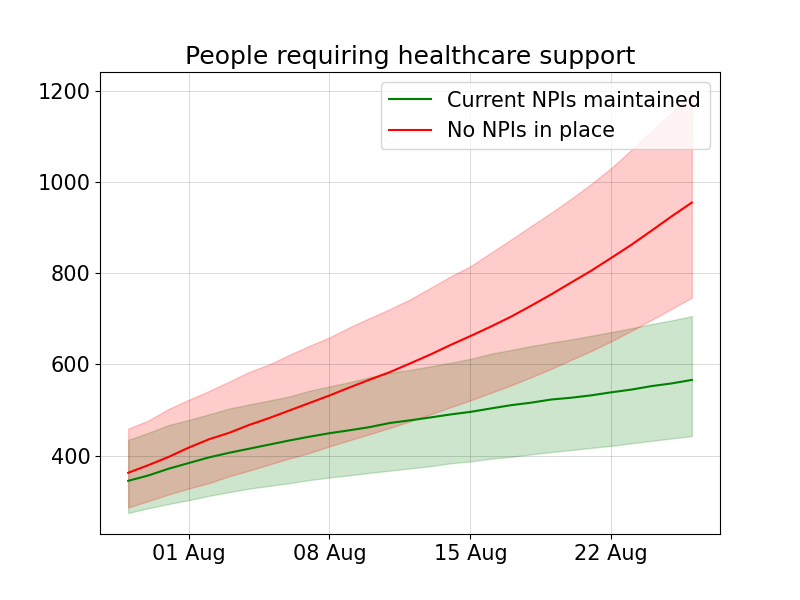 People requiring healthcare support
1200
1000
800
600
400
Current NPIs maintained
No NPIs in place
01 Aug
08 Aug
15 Aug
22 Aug